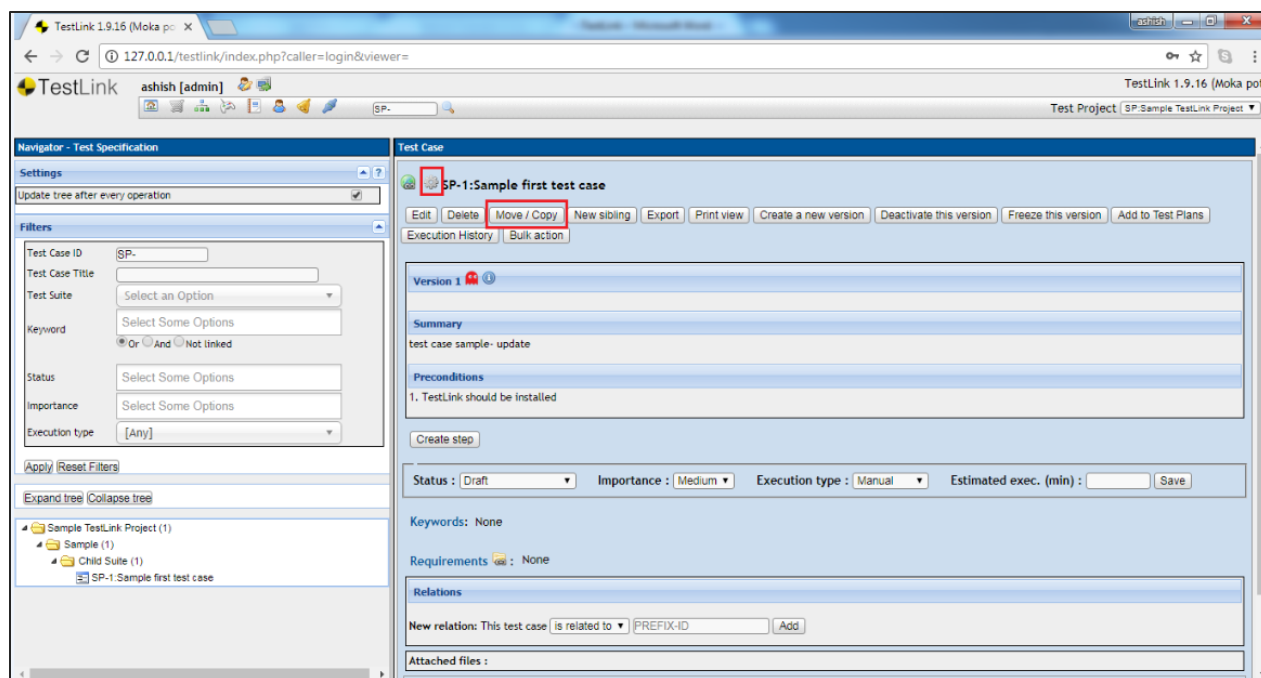 TestLink 1.9.16 (Moka po
ashish
127.0.0.1/testlink/index.php?caller=login&viewer=
TestLink ashish [admin]
TestLink 1.9.16 (Moka pot
SP-
Test Project SP:Sample TestLink Project
Navigator - Test Specification
Settings
?
Update tree after every operation
Filters
Test Case ID SP-
Test Case Title
Test Suite Select an Option
Keyword Select Some Options
Or And Not linked
Status Select Some Options
Importance Select Some Options
Execution type [Any]
Apply Reset Filters
Expand tree Collapse tree
Sample TestLink Project (1)
Sample (1)
Child Suite (1)
SP-1:Sample first test case
Test Case
SP-1:Sample first test case
Edit Delete Move / Copy New sibling Export Print view Create a new version Deactivate this version Freeze this version Add to Test Plans
Execution History Bulk action
Version 1
Summary
test case sample- update
Preconditions
1. TestLink should be installed
Create step
Status : Draft Importance : Medium Execution type : Manual Estimated exec. (min) : Save
Keywords: None
Requirements : None
Relations
New relation: This test case is related to PREFIX-ID Add
Attached files :